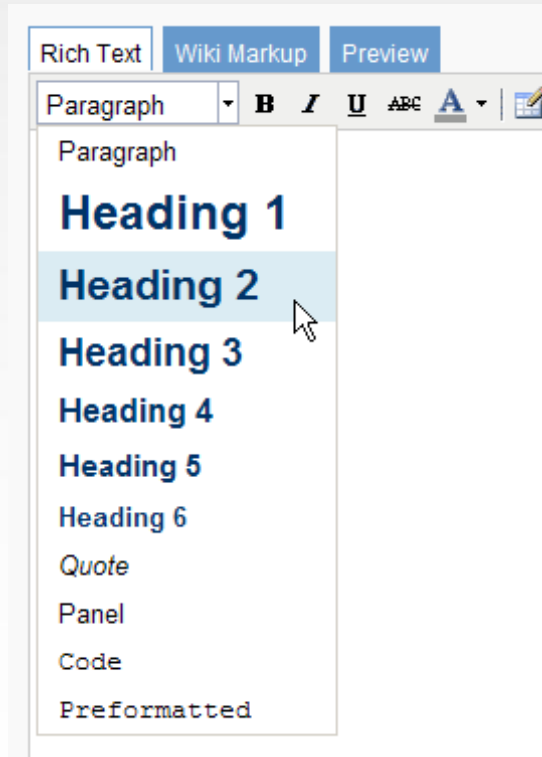 Rich Text Wiki Markup Preview
Paragraph B I U ABC A
Paragraph
Heading 1
Heading 2
Heading 3
Heading 4
Heading 5
Heading 6
Quote
Panel
Code
Preformatted